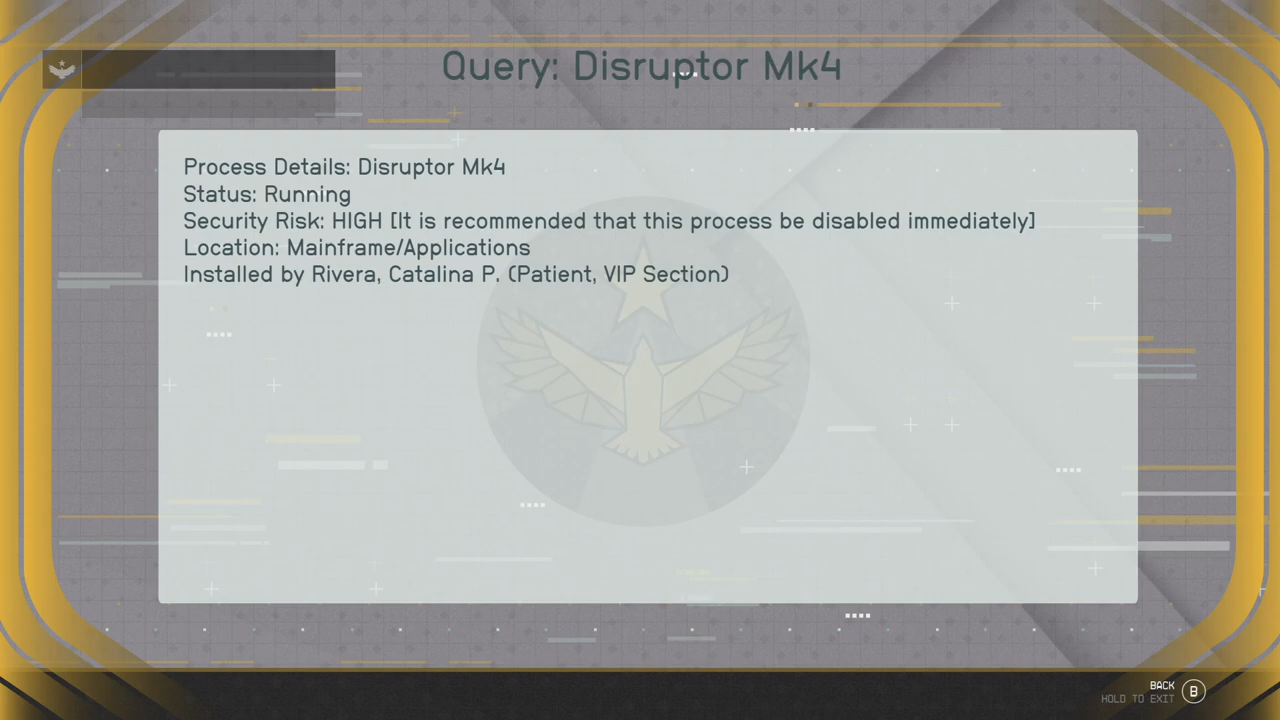 Query: Disruptor Mk4
Process Details: Disruptor Mk4
Status: Running
Security Risk: HIGH [It is recommended that this process be disabled immediately]
Location: Mainframe/Applications
Installed by Rivera, Catalina P. (Patient, VIP Section)
BACK
HOLD TO EXIT
B